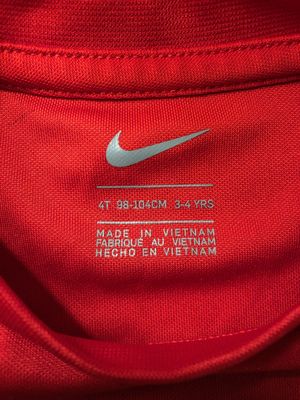 4T 98-104CM 3-4 YRS
MADE IN VIETNAM
FABRIQUÉ AU VIETNAM
HECHO EN VIETNAM